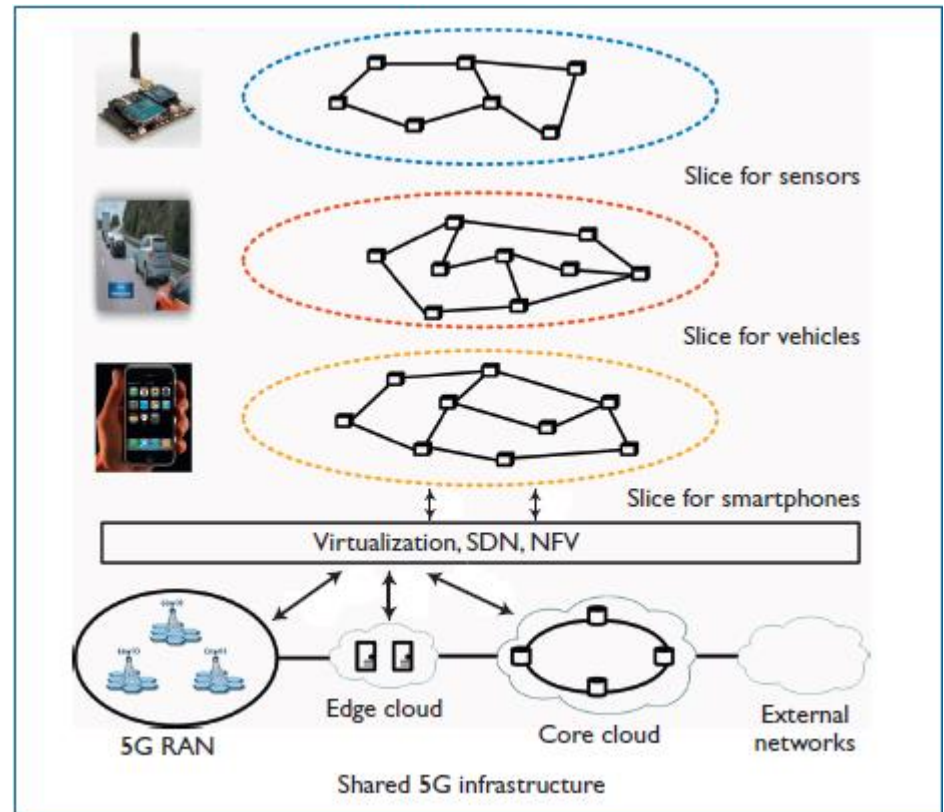 Slice for sensors
Slice for vehicles
Slice for smartphones
Virtualization, SDN, NFV
Edge cloud
Core cloud
External
networks
5G RAN
Shared 5G infrastructure